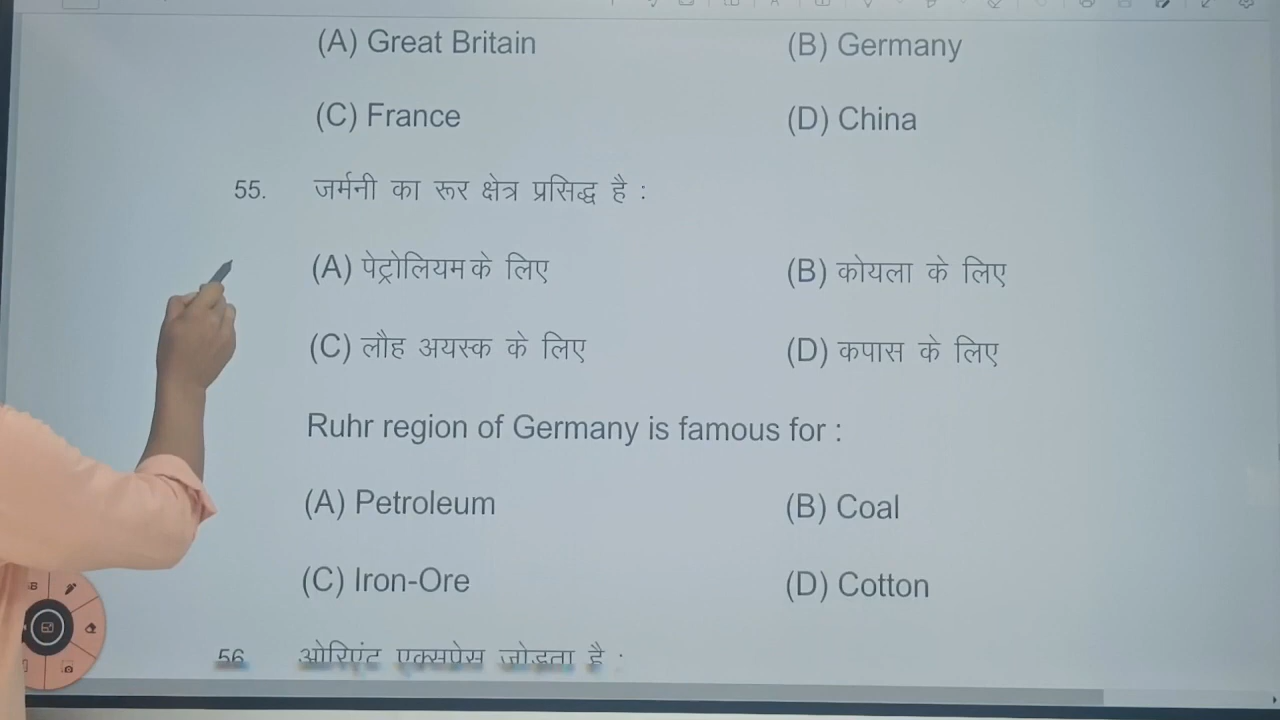 (A) Great Britain (B) Germany
(C) France (D) China
55. जर्मनी का रूर क्षेत्र प्रसिद्ध है :
(A) पेट्रोलियम के लिए (B) कोयला के लिए
(C) लौह अयस्क के लिए (D) कपास के लिए
Ruhr region of Germany is famous for :
(A) Petroleum (B) Coal
(C) Iron-Ore (D) Cotton
56 ओरिएंट एक्सप्रेस जोड़ता है :